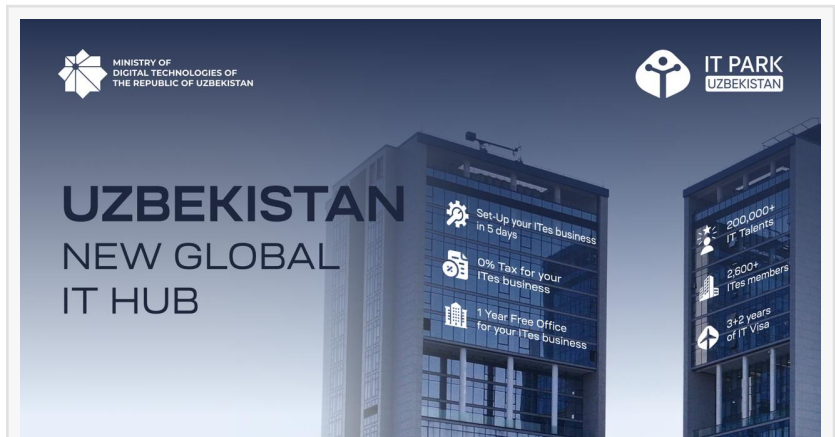 MINISTRY OF
DIGITAL TECHNOLOGIES OF
THE REPUBLIC OF UZBEKISTAN
IT PARK
UZBEKISTAN
UZBEKISTAN
NEW GLOBAL
IT HUB
Set-Up your ITes business
in 5 days
0% Tax for your
ITes business
1 Year Free Office
for your ITes business
200,000+
IT Talents
2,600+
ITes members
3+2 years
of IT Visa